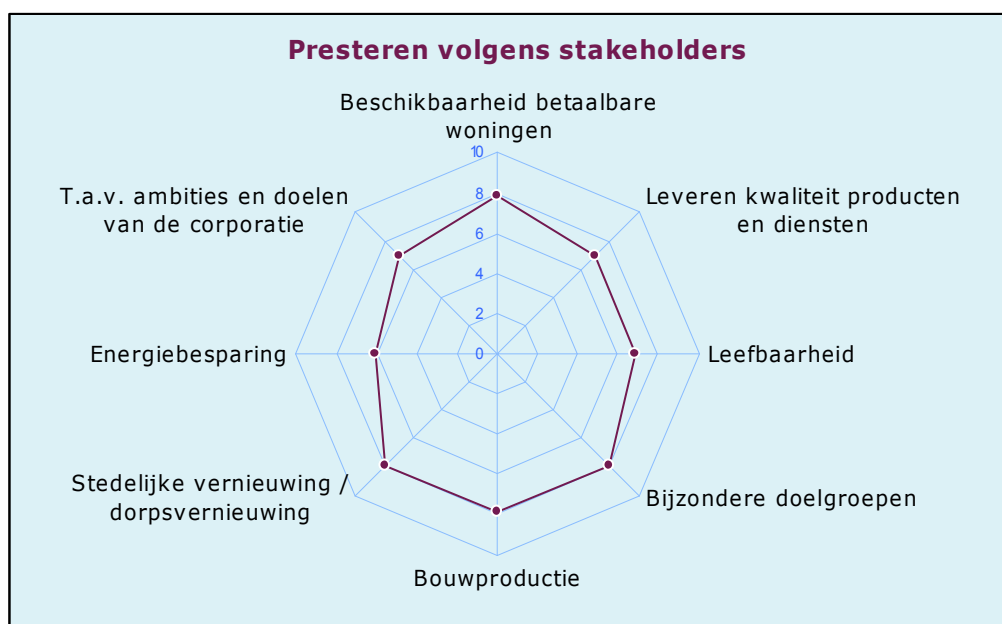 Presteren volgens stakeholders
Beschikbaarheid betaalbare
woningen
10
8
6
4
2
0
T.a.v. ambities en doelen
van de corporatie
Leveren kwaliteit producten
en diensten
Energiebesparing
Leefbaarheid
Stedelijke vernieuwing /
dorpsvernieuwing
Bijzondere doelgroepen
Bouwproductie